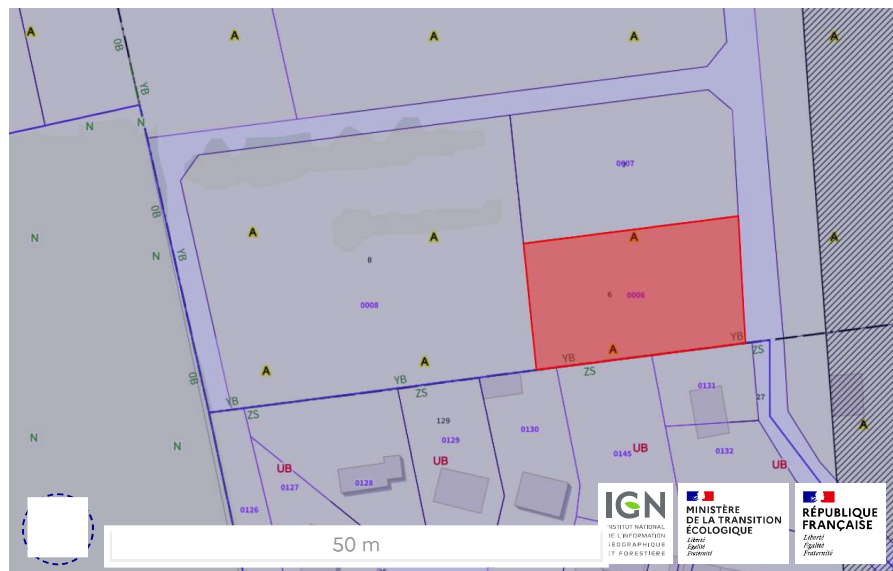 A
A
A
A
A
0B
YB
N
N
0007
0B
N
YB
A
A
A
A
N
8
6
0006
0008
A
A
A
YB
YB
ZS
0B
YB
ZS
YB
ZS
YB
ZS
0131
27
129
0129
0130
A
N
N
UB
UB
0145
UB
0132
UB
0128
0127
0126
50 m
IGN
INSTITUT NATIONAL
DE L'INFORMATION
GÉOGRAPHIQUE
ET FORESTIÈRE
MINISTÈRE
DE LA TRANSITION
ÉCOLOGIQUE
Liberté
Égalité
Fraternité
RÉPUBLIQUE
FRANÇAISE
Liberté
Égalité
Fraternité